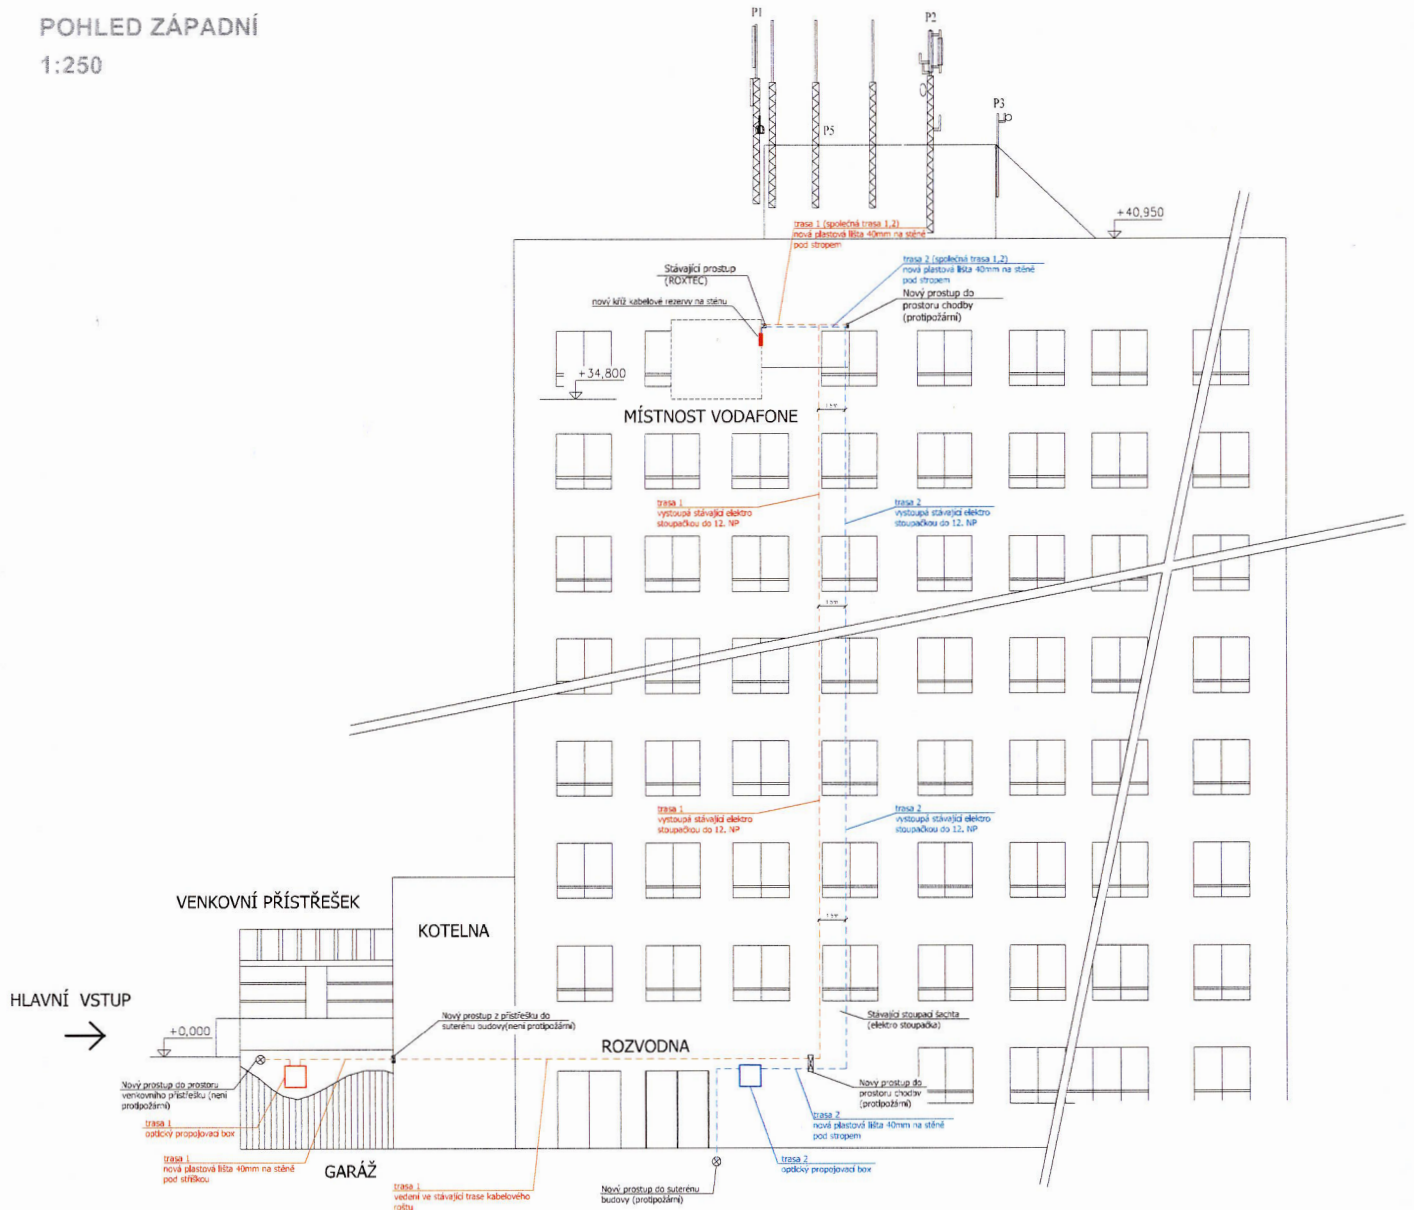 POHLED ZÁPADNÍ
1:250
P1
P2
P3
P5
+40,950
trasa 1 (společná trasa 1,2)
nová plastová lišta 40mm na stěně
pod stropem
trasa 2 (společná trasa 1,2)
nová plastová lišta 40mm na stěně
pod stropem
Stávající prostup
(ROXTEC)
nový kříž kabelové rezervy na stěnu
Nový prostup do
prostoru chodby
(protipožární)
+34,800
MÍSTNOST VODAFONE
trasa 1
vystoupá stávající elektro
stoupačkou do 12. NP
trasa 2
vystoupá stávající elektro
stoupačkou do 12. NP
trasa 1
vystoupá stávající elektro
stoupačkou do 12. NP
trasa 2
vystoupá stávající elektro
stoupačkou do 12. NP
VENKOVNÍ PŘÍSTŘEŠEK
KOTELNA
HLAVNÍ VSTUP
+0,000
Nový prostup z přístřešku do
suterénu budovy(není protipožární)
ROZVODNA
Stávající stoupací šachta
(elektro stoupačka)
Nový prostup do prostoru
venkovního přístřešku (není
protipožární)
Nový prostup do
prostoru chodby
(protipožární)
trasa 1
optický propojovací box
trasa 2
nová plastová lišta 40mm na stěně
pod stropem
trasa 1
nová plastová lišta 40mm na stěně
pod stříškou
GARÁŽ
trasa 2
optický propojovací box
trasa 1
vedení ve stávající trase kabelového
roštu
Nový prostup do suterénu
budovy (protipožární)